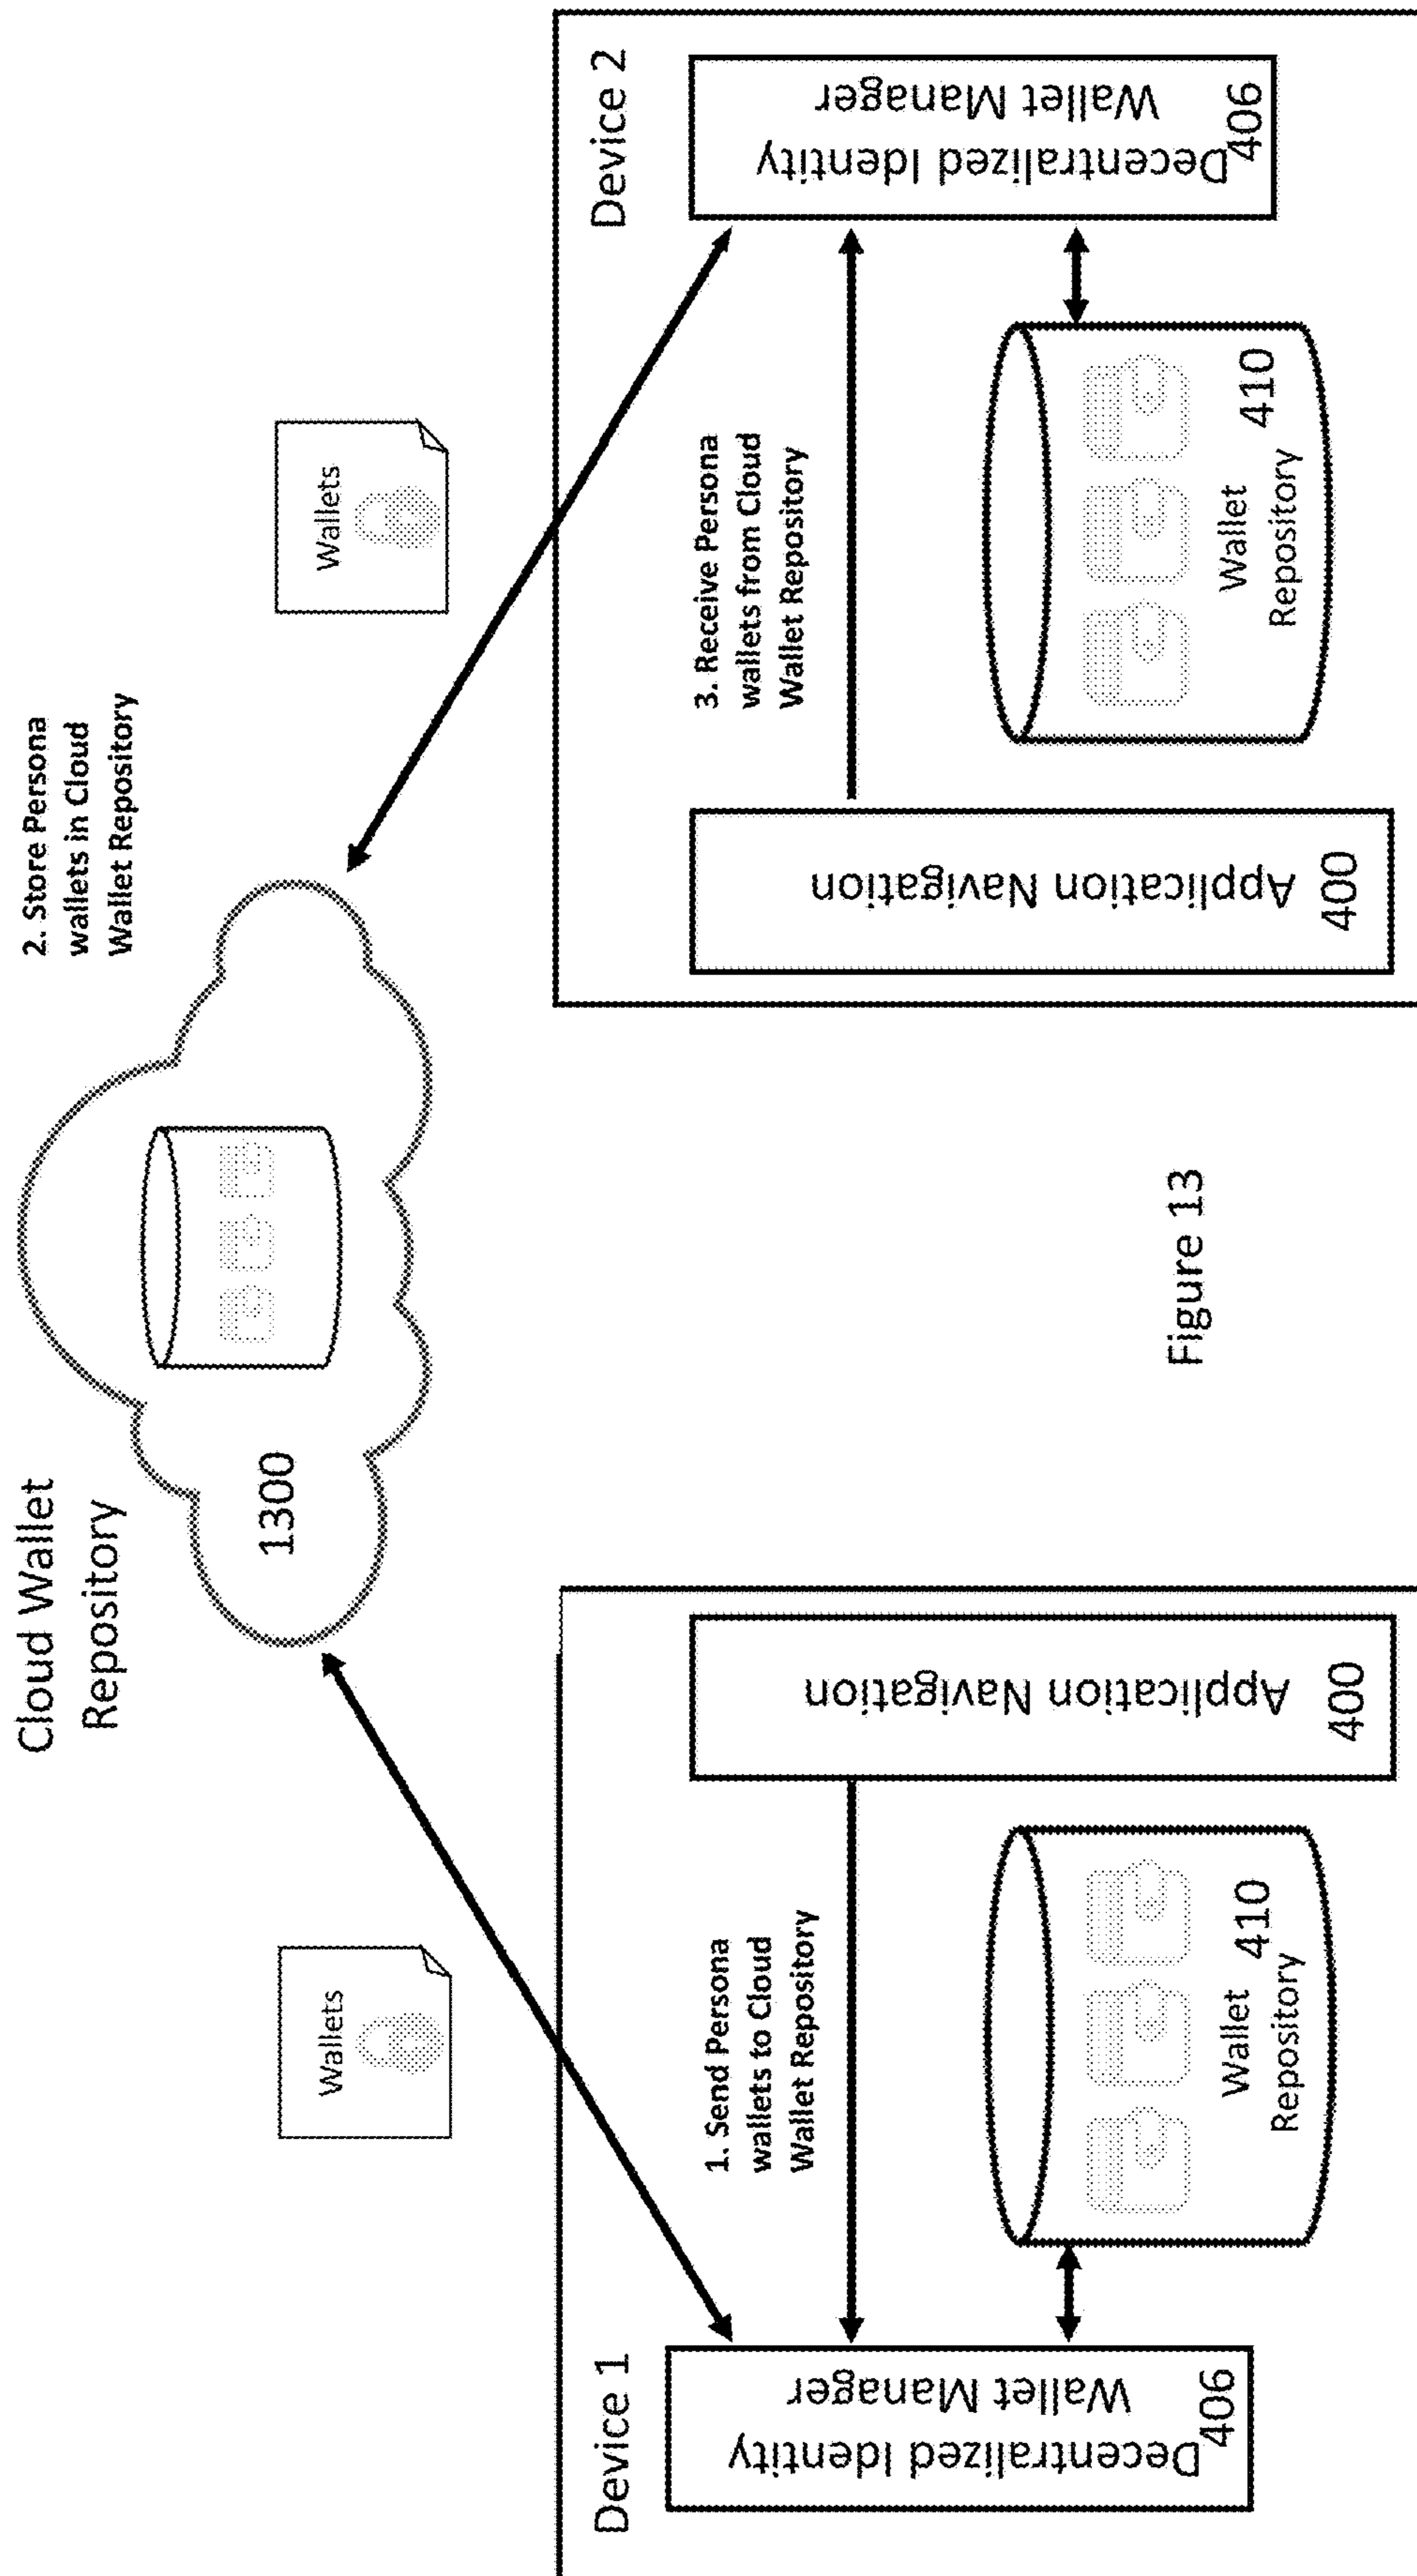 Cloud Wallet
Repository
1300
2. Store Persona
wallets in Cloud
Wallet Repository
Wallets
Wallets
Device 1
Decentralized Identity
Wallet Manager
406
1. Send Persona
wallets to Cloud
Wallet Repository
Wallet
410
Repository
Application Navigation
400
Device 2
Application Navigation
400
3. Receive Persona
wallets from Cloud
Wallet Repository
Wallet
410
Repository
Decentralized Identity
Wallet Manager
406
Figure 13